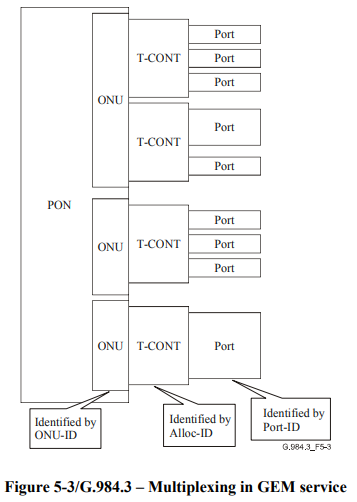 PON
ONU
T-CONT
Port
Port
Port
T-CONT
Port
Port
ONU
T-CONT
Port
Port
Port
ONU
T-CONT
Port
Identified by
ONU-ID
Identified by
Alloc-ID
Identified by
Port-ID
G.984.3_F5-3
Figure 5-3/G.984.3 – Multiplexing in GEM service